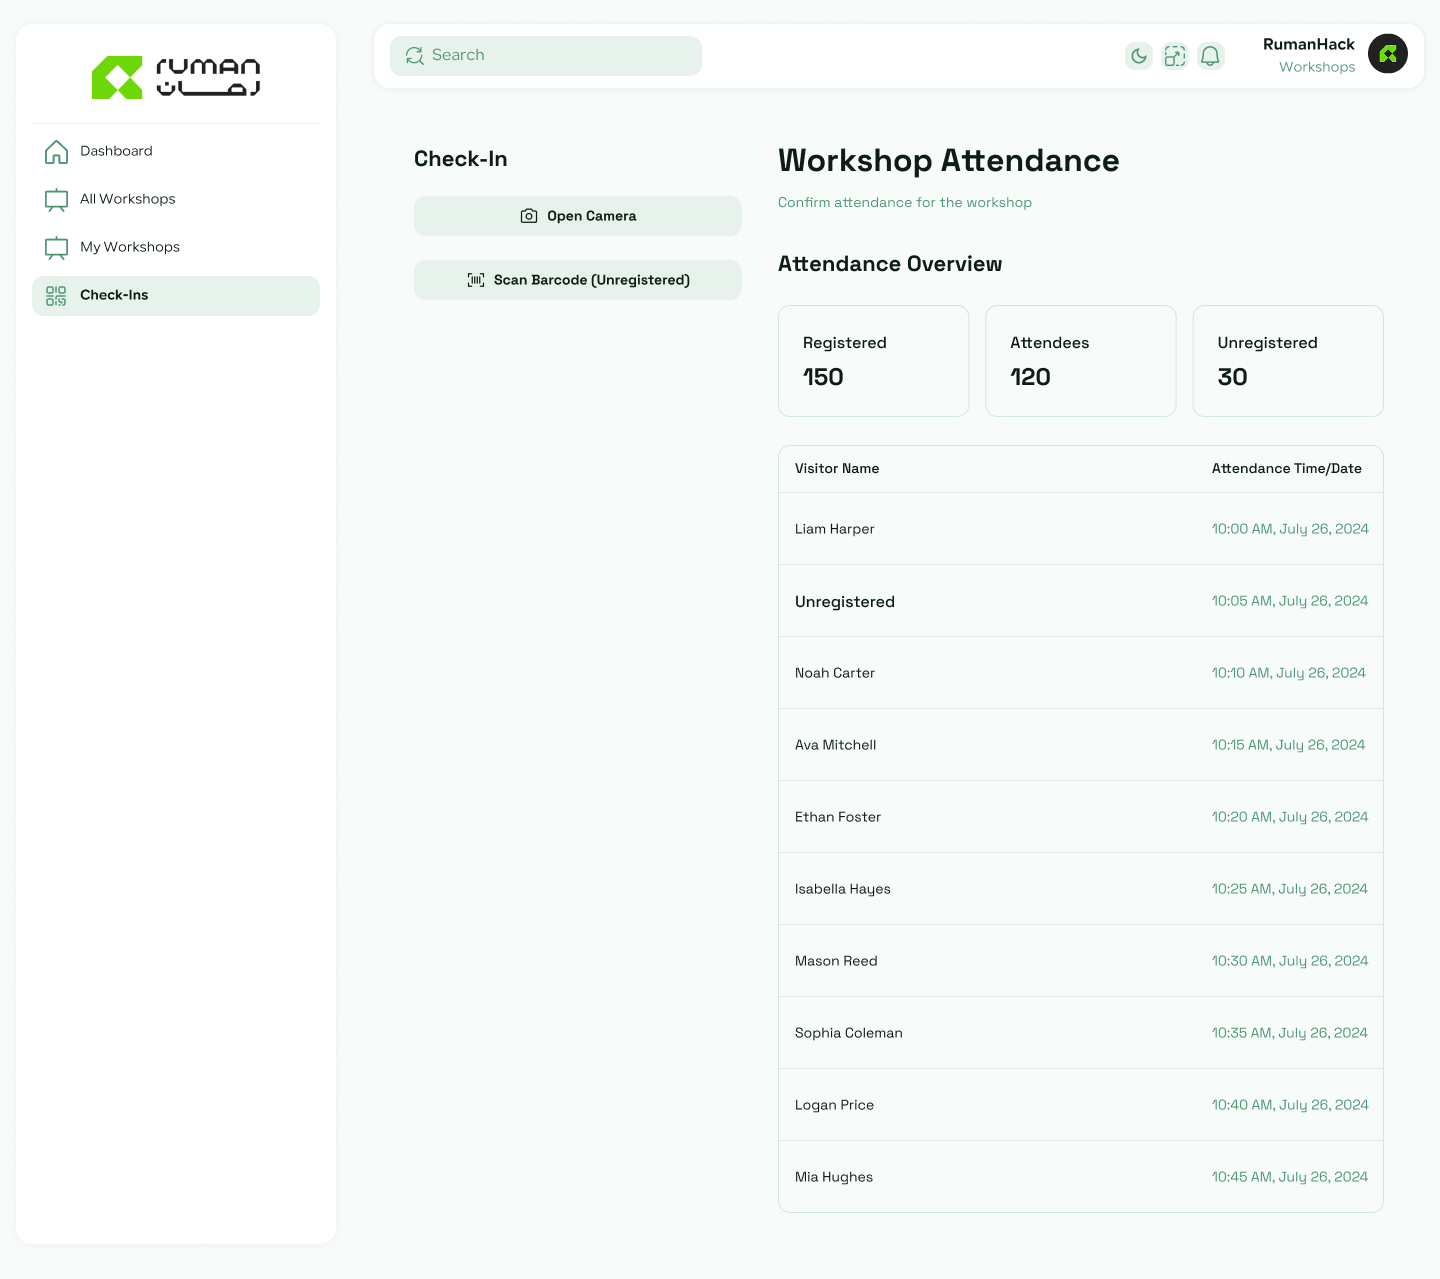 ruman
رمـــان
Dashboard
All Workshops
My Workshops
Check-Ins
Search
RumanHack
Workshops
Check-In
Open Camera
Scan Barcode (Unregistered)
Workshop Attendance
Confirm attendance for the workshop
Attendance Overview
Registered
150
Attendees
120
Unregistered
30
Visitor Name Attendance Time/Date
Liam Harper 10:00 AM, July 26, 2024
Unregistered 10:05 AM, July 26, 2024
Noah Carter 10:10 AM, July 26, 2024
Ava Mitchell 10:15 AM, July 26, 2024
Ethan Foster 10:20 AM, July 26, 2024
Isabella Hayes 10:25 AM, July 26, 2024
Mason Reed 10:30 AM, July 26, 2024
Sophia Coleman 10:35 AM, July 26, 2024
Logan Price 10:40 AM, July 26, 2024
Mia Hughes 10:45 AM, July 26, 2024